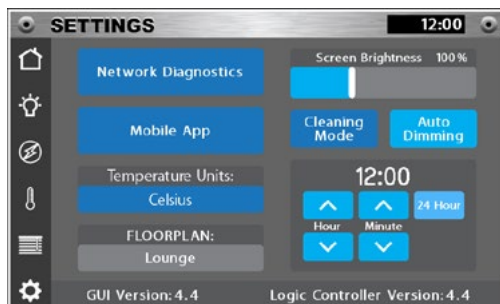 SETTINGS
12:00
Network Diagnostics
Screen Brightness 100%
Mobile App
Cleaning
Mode
Auto
Dimming
Temperature Units:
Celsius
12:00
24 Hour
Hour Minute
FLOORPLAN:
Lounge
GUI Version:4.4
Logic Controller Version:4.4